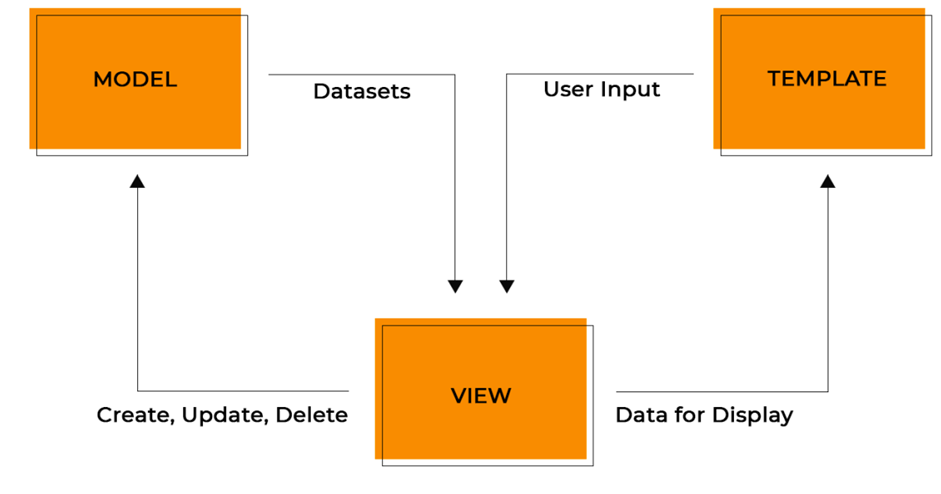 MODEL
Datasets
User Input
TEMPLATE
Create, Update, Delete
VIEW
Data for Display